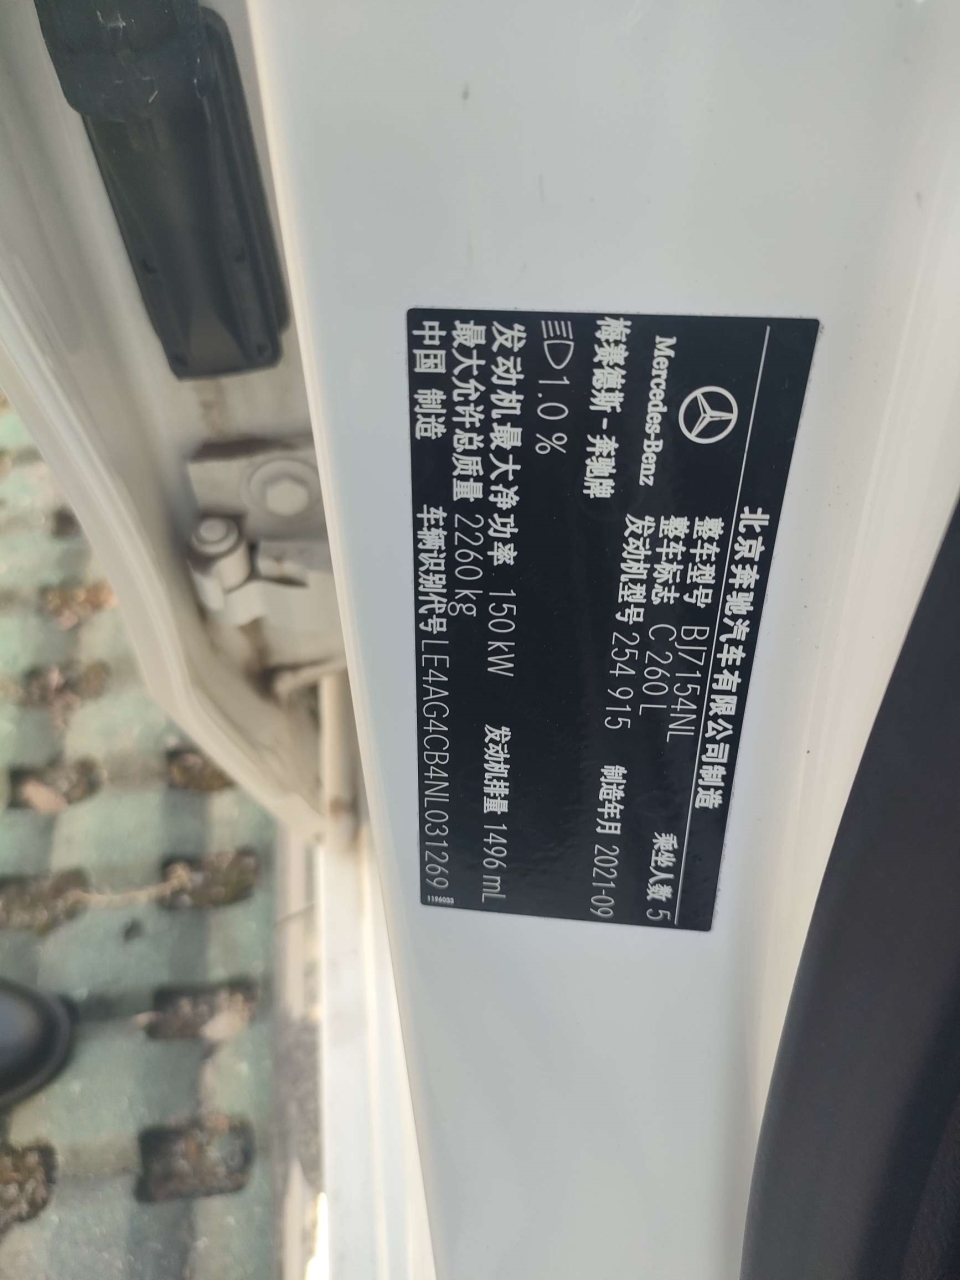 北京奔驰汽车有限公司制造
Mercedes-Benz
整车型号 BJ7154NL
整车标志 C 260 L 乘坐人数 5
梅赛德斯-奔驰牌 发动机型号 254 915 制造年月 2021-09
1.0 %
发动机最大净功率 150 kW 发动机排量 1496 mL
最大允许总质量 2260 kg
中国 制造 车辆识别代号 LE4AG4CB4NL031269
1196033